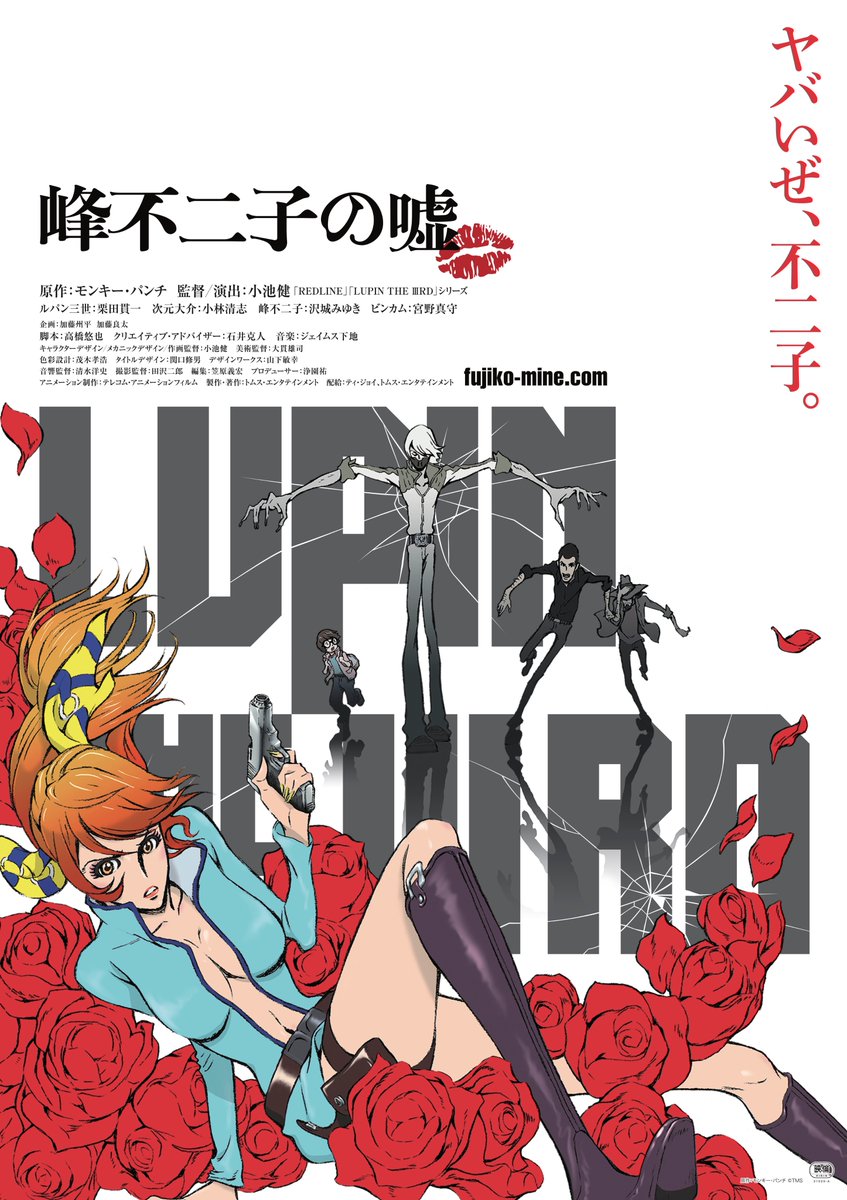 ヤバいぜ、不二子。
峰不二子の嘘
原作:モンキー・パンチ 監督/演出:小池健「REDLINE」「LUPIN THE ⅢRD」シリーズ
ルパン三世:栗田貫一 次元大介:小林清志 峰不二子:沢城みゆき ビンカム:宮野真守
企画:加藤州平 加藤良太
脚本:高橋悠也 クリエイティブ・アドバイザー:石井克人 音楽:ジェイムス下地
キャラクターデザイン/メカニックデザイン/作画監督:小池健 美術監督:大貫雄司
色彩設計:茂木孝浩 タイトルデザイン:関口修男 デザインワークス:山下敏幸
音響監督:清水洋史 撮影監督:田沢二郎 編集:笠原義宏 プロデューサー:浄園祐
アニメーション制作:テレコム・アニメーションフィルム 製作・著作:トムス・エンタテインメント 配給:ティ・ジョイ、トムス・エンタテインメント
fujiko-mine.com
LUPIN
THE ⅢRD
原作:モンキー・パンチ ©TMS